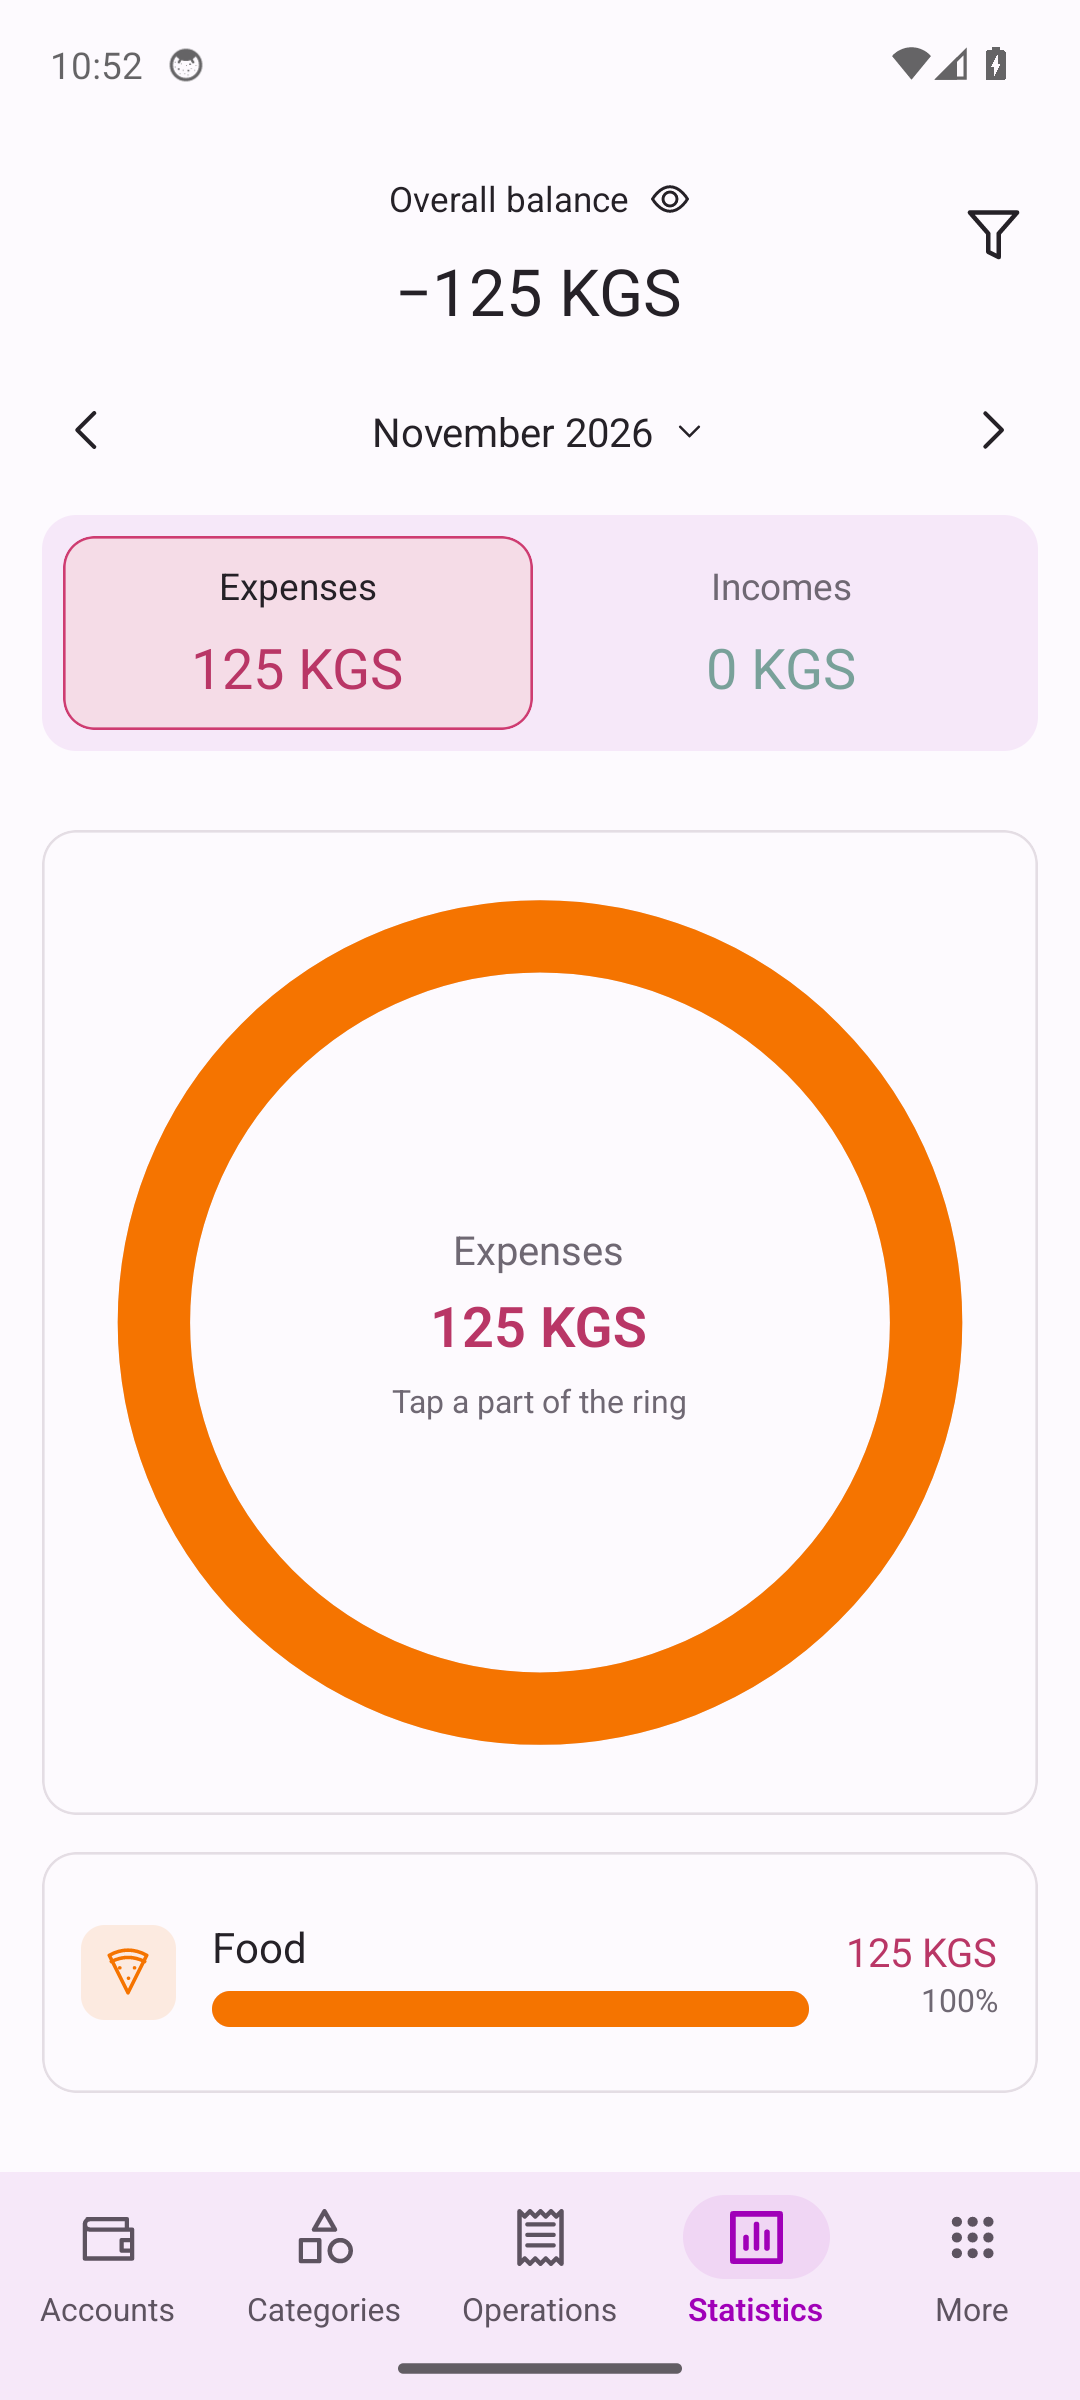 10:52
Overall balance
−125 KGS
November 2026
Expenses
125 KGS
Incomes
0 KGS
Expenses
125 KGS
Tap a part of the ring
Food
125 KGS
100%
Accounts
Categories
Operations
Statistics
More